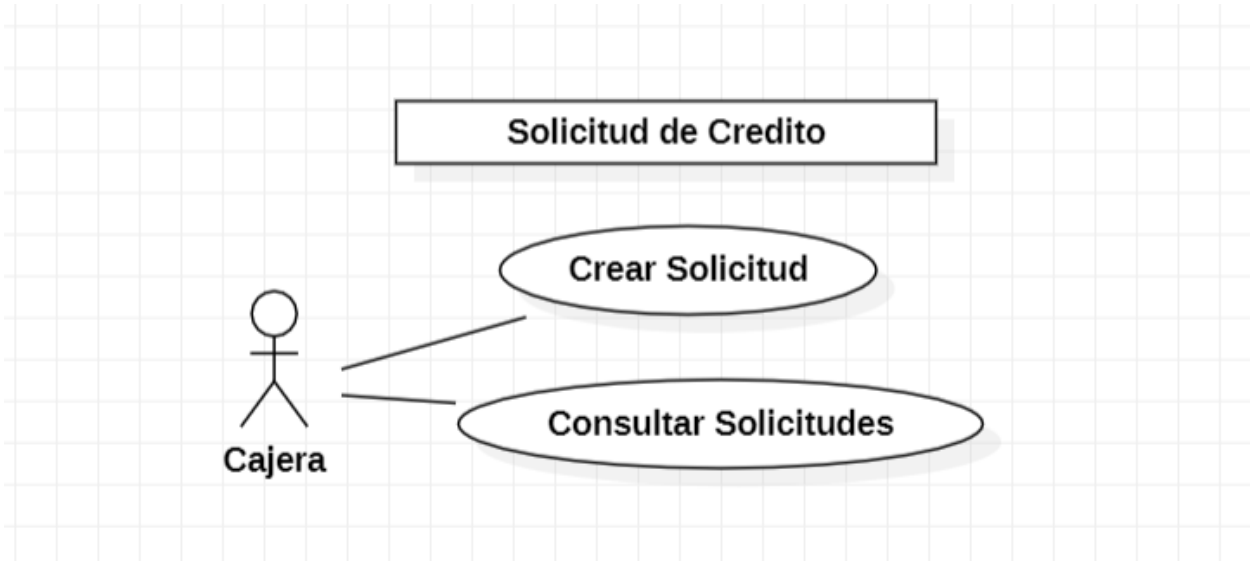 Solicitud de Credito
Crear Solicitud
Consultar Solicitudes
Cajera